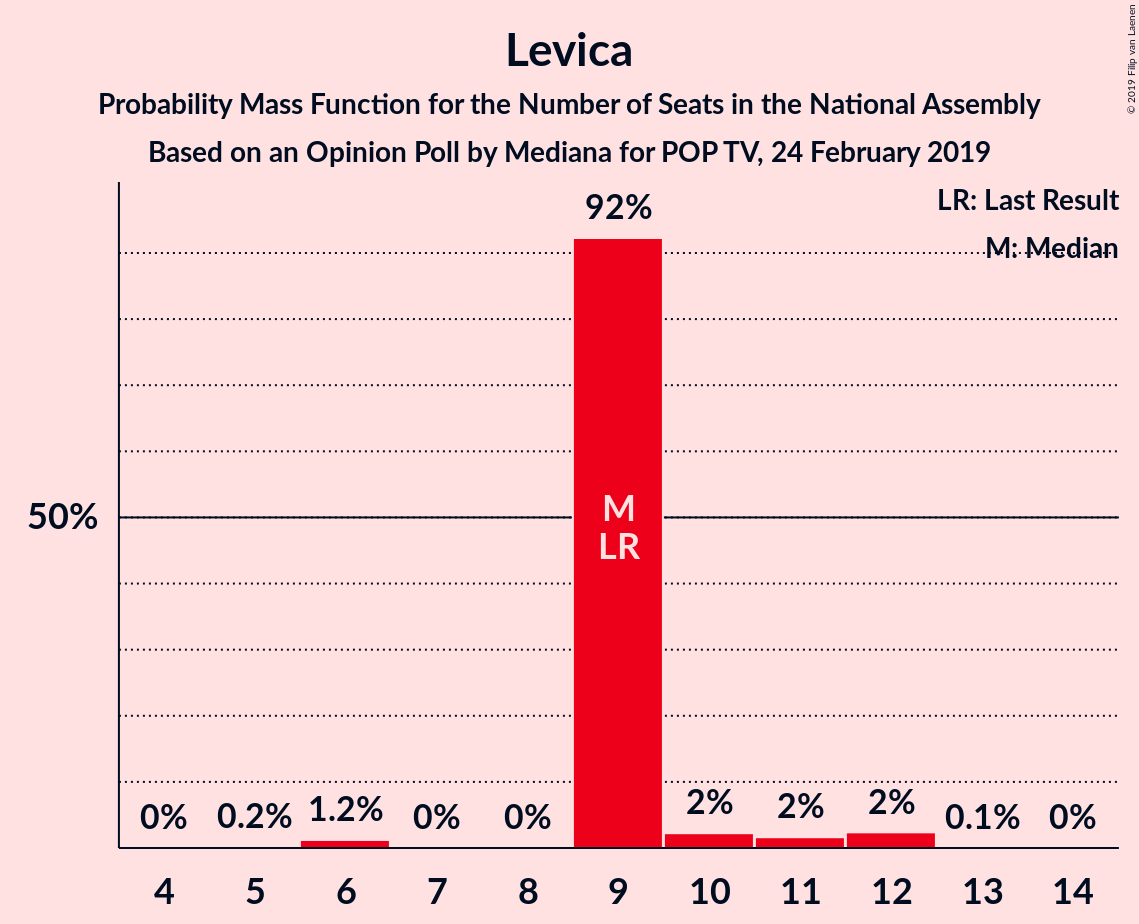 Levica
Probability Mass Function for the Number of Seats in the National Assembly
Based on an Opinion Poll by Mediana for POP TV, 24 February 2019
© 2019 Filip van Laenen
LR: Last Result
M: Median
92%
50%
M
LR
0% 0.2% 1.2% 0% 0% 2% 2% 2% 0.1% 0%
4 5 6 7 8 9 10 11 12 13 14